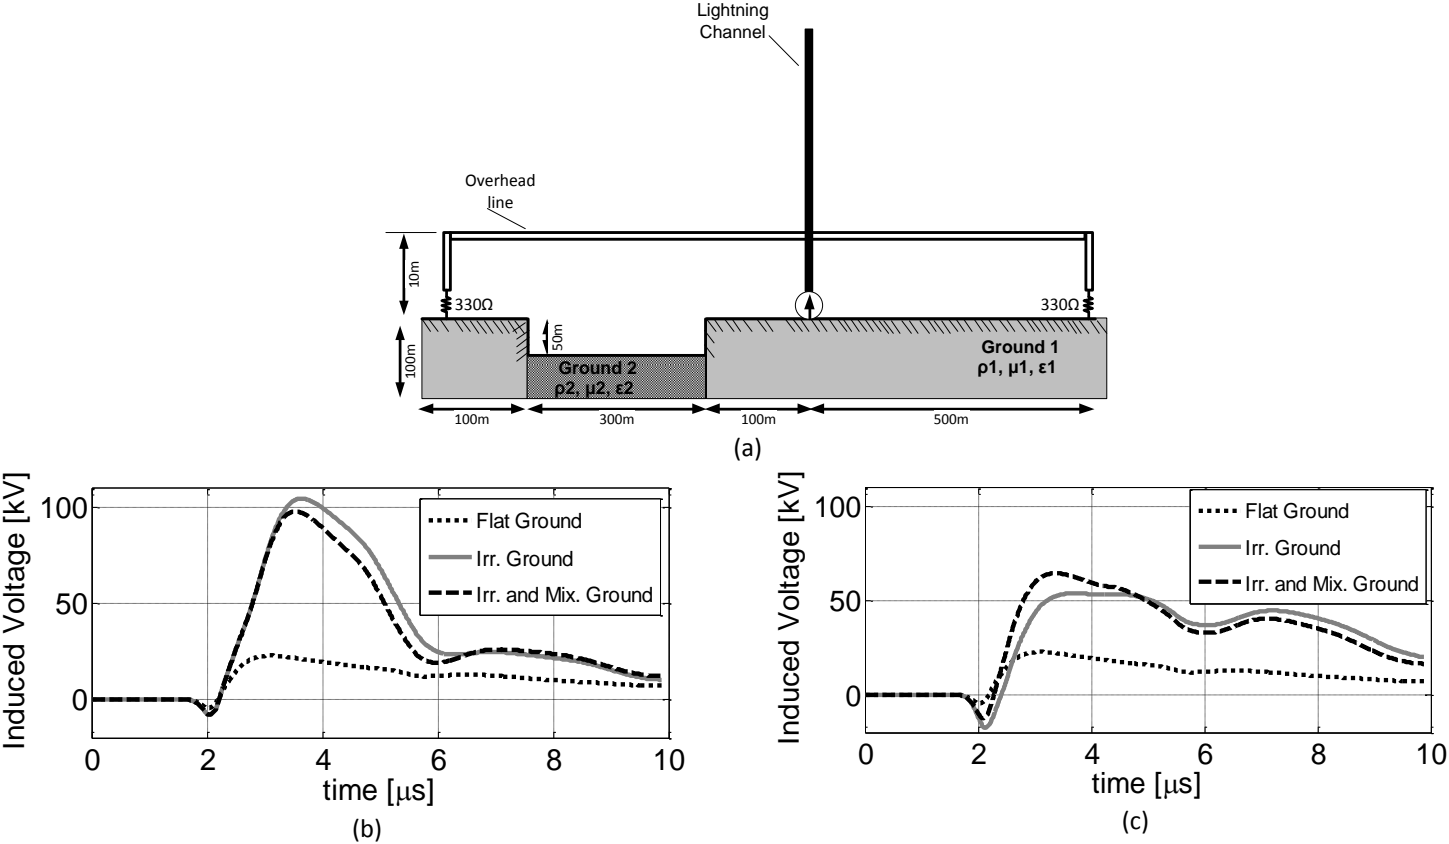 Lightning
Channel
Overhead
line
10m
330Ω
330Ω
50m
100m
Ground 1
ρ1, μ1, ε1
Ground 2
ρ2, μ2, ε2
100m
300m
100m
500m
(a)
Induced Voltage [kV]
100
50
0
Flat Ground
Irr. Ground
Irr. and Mix. Ground
0 2 4 6 8 10
time [μs]
(b)
Induced Voltage [kV]
100
50
0
Flat Ground
Irr. Ground
Irr. and Mix. Ground
0 2 4 6 8 10
time [μs]
(c)